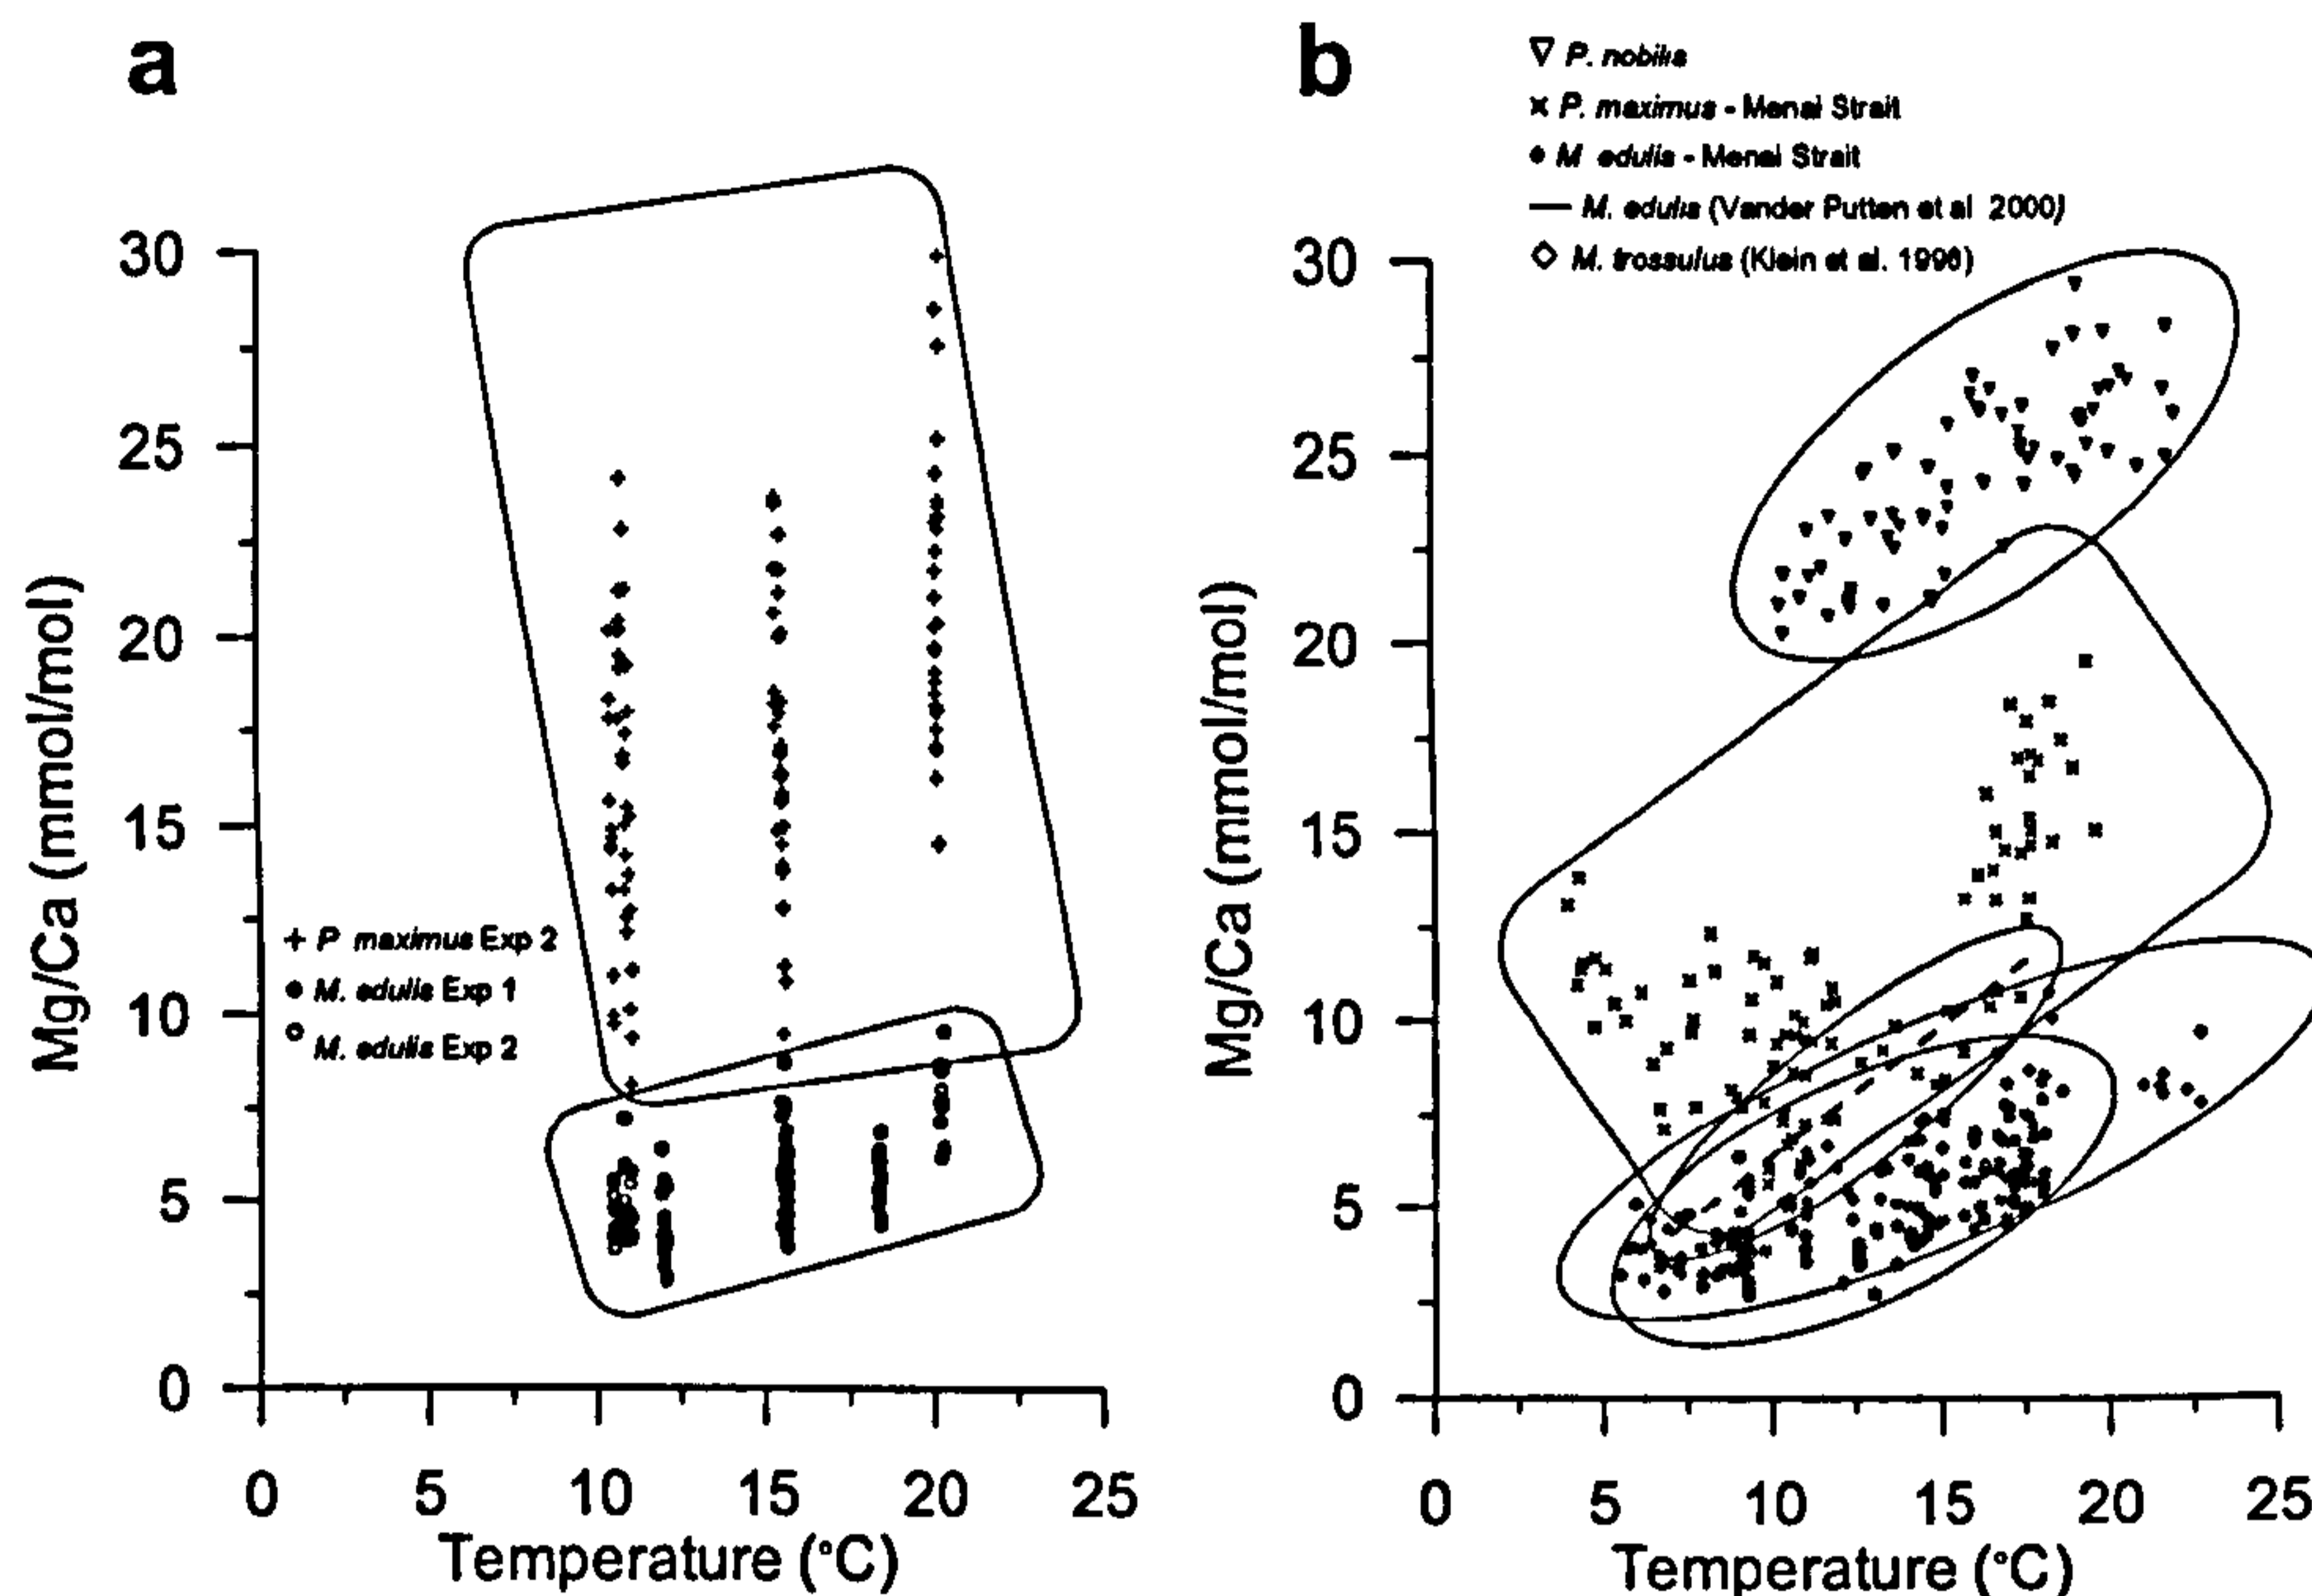 a
30
25
20
15
10
5
0
Mg/Ca (mmol/mol)
+ P maximus Exp 2
M. edulis Exp 1
M. edulis Exp 2
0 5 10 15 20 25
Temperature (°C)
b
P. nobilis
× P. maximus - Menai Strait
M edulis - Menai Strait
M. edulis (Vander Putten et al 2000)
M. trossulus (Klein et al. 1996)
30
25
20
15
10
5
0
Mg/Ca (mmol/mol)
0 5 10 15 20 25
Temperature (°C)